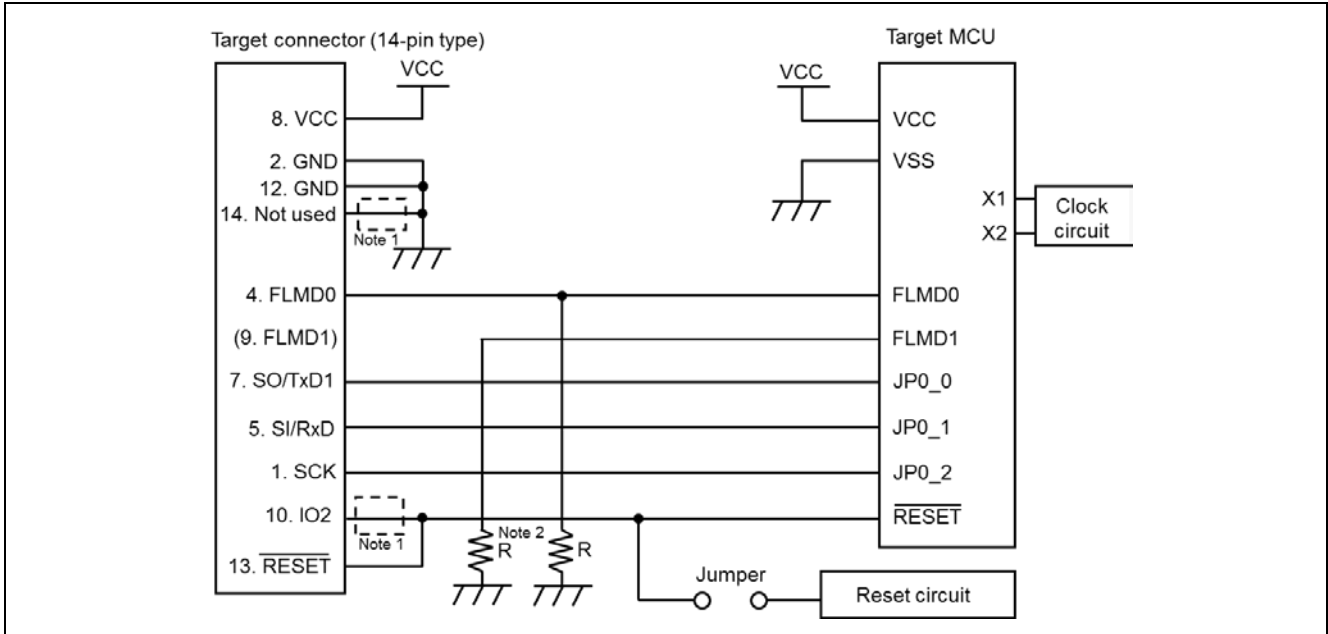 Target connector (14-pin type)
VCC
8. VCC
2. GND
12. GND
14. Not used
Note 1
4. FLMD0
(9. FLMD1)
7. SO/TxD1
5. SI/RxD
1. SCK
10. IO2
Note 1
13. RESET
Note 2
R
R
Jumper
Reset circuit
Target MCU
VCC
VCC
VSS
X1
X2
Clock
circuit
FLMD0
FLMD1
JP0_0
JP0_1
JP0_2
RESET